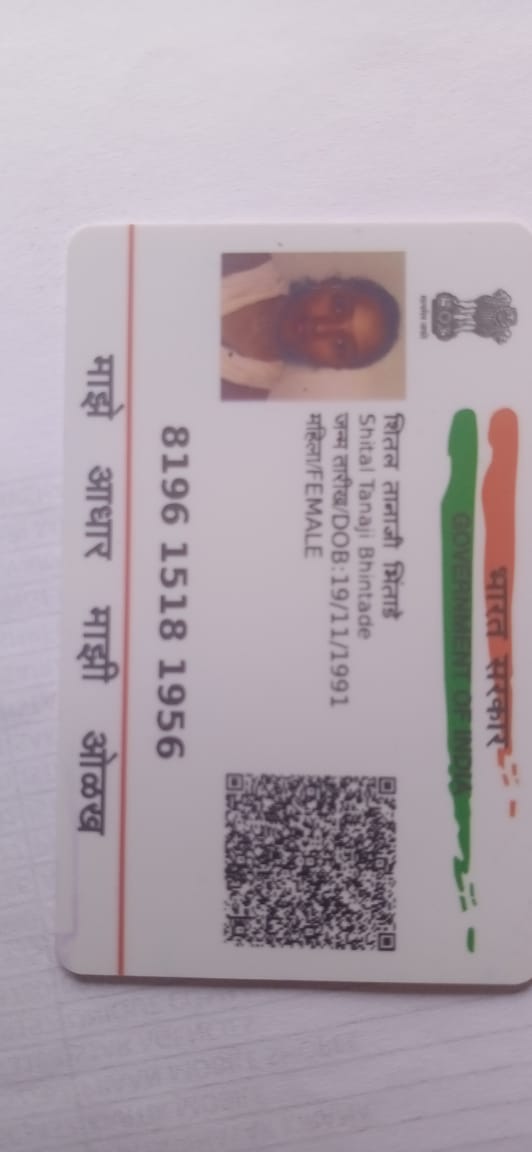 भारत सरकार
GOVERNMENT OF INDIA
शितल तानाजी भिंताडे
Shital Tanaji Bhintade
जन्म तारीख/DOB:19/11/1991
महिला/FEMALE
8196 1518 1956
माझे आधार माझी ओळख